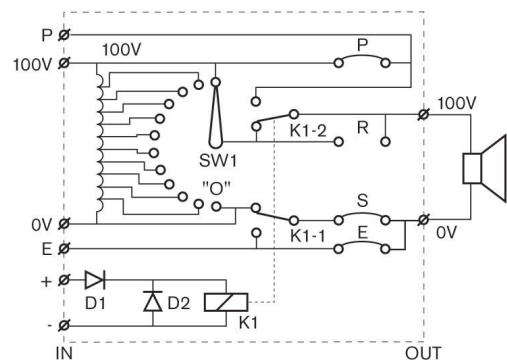 P
100V
100V
P
100V
K1-2
R
SW1
"O"
S
0V
K1-1
0V
E
E
+
D1
D2
K1
-
IN
OUT